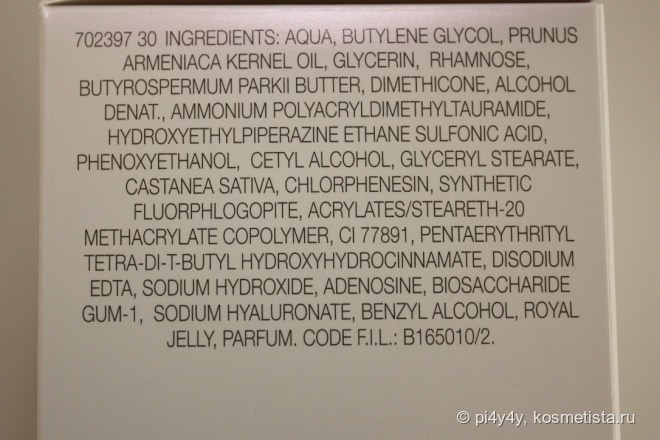 702397 30 INGREDIENTS: AQUA, BUTYLENE GLYCOL, PRUNUS
ARMENIACA KERNEL OIL, GLYCERIN, RHAMNOSE,
BUTYROSPERMUM PARKII BUTTER, DIMETHICONE, ALCOHOL
DENAT., AMMONIUM POLYACRYLDIMETHYLTAURAMIDE,
HYDROXYETHYLPIPERAZINE ETHANE SULFONIC ACID,
PHENOXYETHANOL, CETYL ALCOHOL, GLYCERYL STEARATE,
CASTANEA SATIVA, CHLORPHENESIN, SYNTHETIC
FLUORPHLOGOPITE, ACRYLATES/STEARETH-20
METHACRYLATE COPOLYMER, CI 77891, PENTAERYTHRITYL
TETRA-DI-T-BUTYL HYDROXYHYDROCINNAMATE, DISODIUM
EDTA, SODIUM HYDROXIDE, ADENOSINE, BIOSACCHARIDE
GUM-1, SODIUM HYALURONATE, BENZYL ALCOHOL, ROYAL
JELLY, PARFUM. CODE F.I.L.: B165010/2.
© pi4y4y, kosmetista.ru